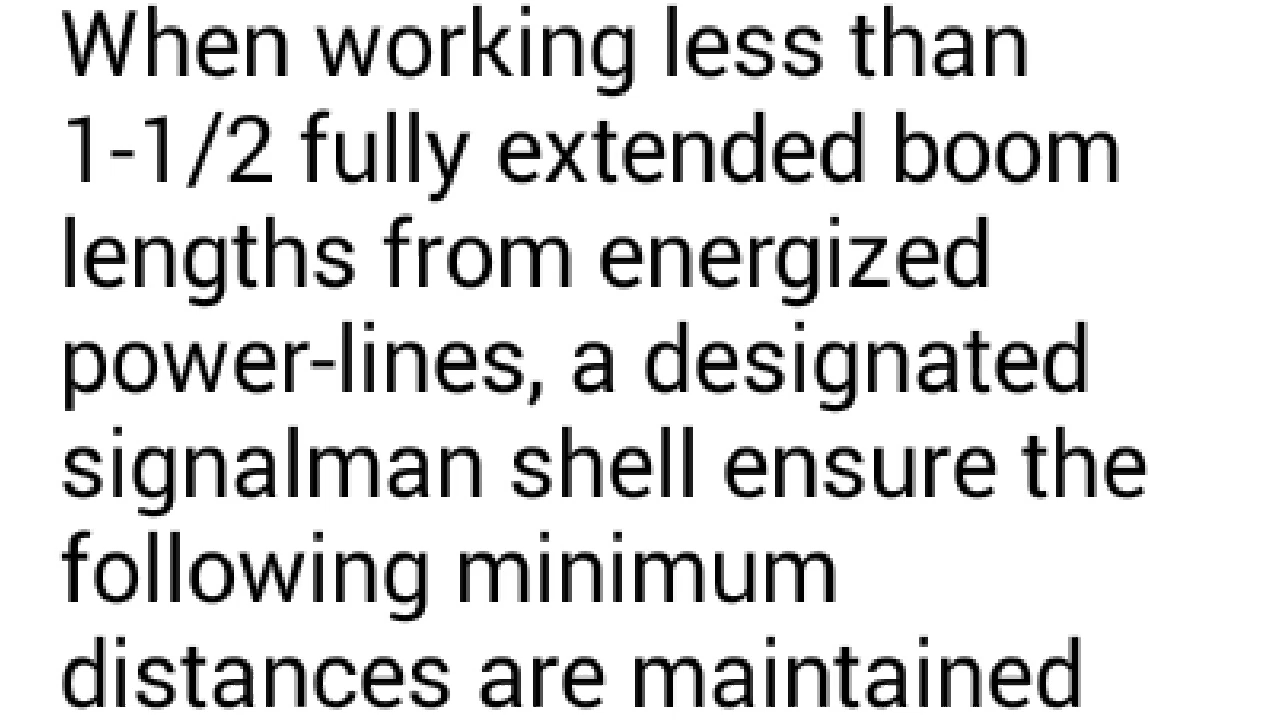 When working less than
1-1/2 fully extended boom
lengths from energized
power-lines, a designated
signalman shell ensure the
following minimum
distances are maintained